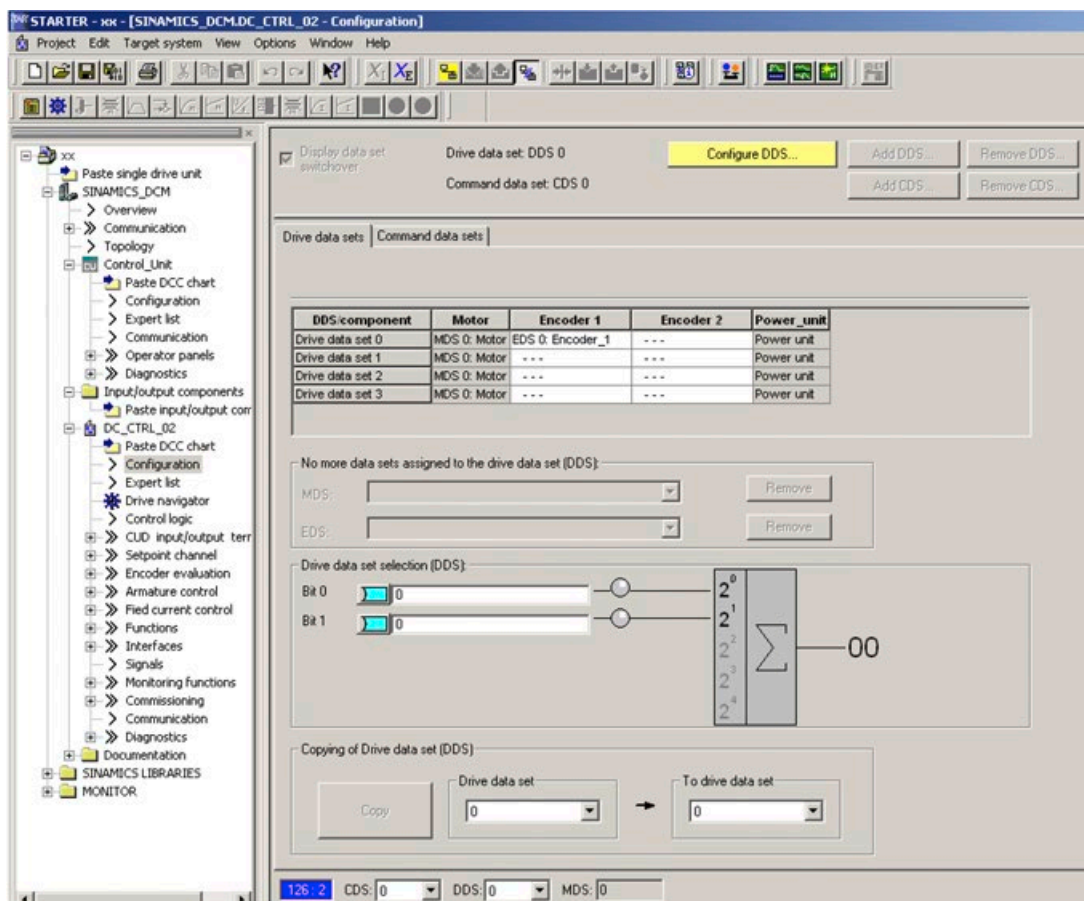 STARTER - xx - [SINAMICS_DCM.DC_CTRL_02 - Configuration]
Project Edit Target system View Options Window Help
xx
Paste single drive unit
SINAMICS_DCM
Overview
Communication
Topology
Control_Unit
Paste DCC chart
Configuration
Expert list
Communication
Operator panels
Diagnostics
Input/output components
Paste input/output com
DC_CTRL_02
Paste DCC chart
Configuration
Expert list
Drive navigator
Control logic
CUD input/output terr
Setpoint channel
Encoder evaluation
Armature control
Fied current control
Functions
Interfaces
Signals
Monitoring functions
Commissioning
Communication
Diagnostics
Documentation
SINAMICS LIBRARIES
MONITOR
Display data set switchover
Drive data set: DDS 0
Configure DDS...
Add DDS...
Remove DDS...
Command data set: CDS 0
Add CDS...
Remove CDS...
Drive data sets Command data sets
DDS/component Motor Encoder 1 Encoder 2 Power_unit
Drive data set 0 MDS 0: Motor EDS 0: Encoder_1 - - - Power unit
Drive data set 1 MDS 0: Motor - - - - - - Power unit
Drive data set 2 MDS 0: Motor - - - - - - Power unit
Drive data set 3 MDS 0: Motor - - - - - - Power unit
No more data sets assigned to the drive data set (DDS):
MDS: Remove
EDS: Remove
Drive data set selection (DDS):
Bit 0 0
Bit 1 0
2^0
2^1
2^2
2^3
2^4
Σ
00
Copying of Drive data set (DDS)
Copy
Drive data set
0
To drive data set
0
126 : 2 CDS: 0 DDS: 0 MDS: 0